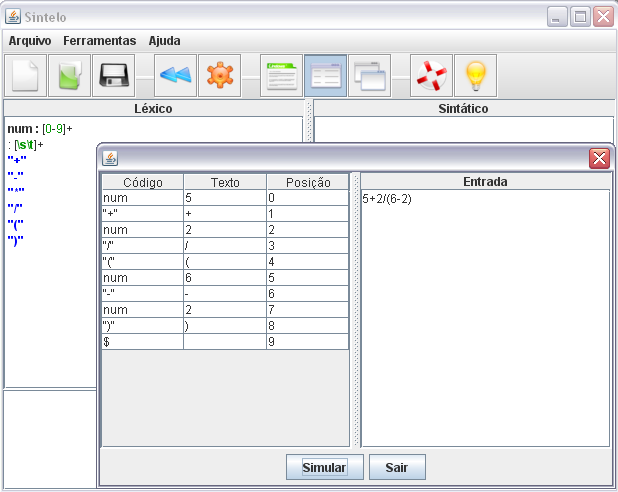 Sintelo
Arquivo Ferramentas Ajuda
Léxico
Sintático
num : [0-9]+
: [\s\t]+
"+"
"-"
"*"
"/"
"("
")"
Código Texto Posição
num 5 0
"+" + 1
num 2 2
"/" / 3
"(" ( 4
num 6 5
"-" - 6
num 2 7
")" ) 8
$ 9
Entrada
5+2/(6-2)
Simular Sair